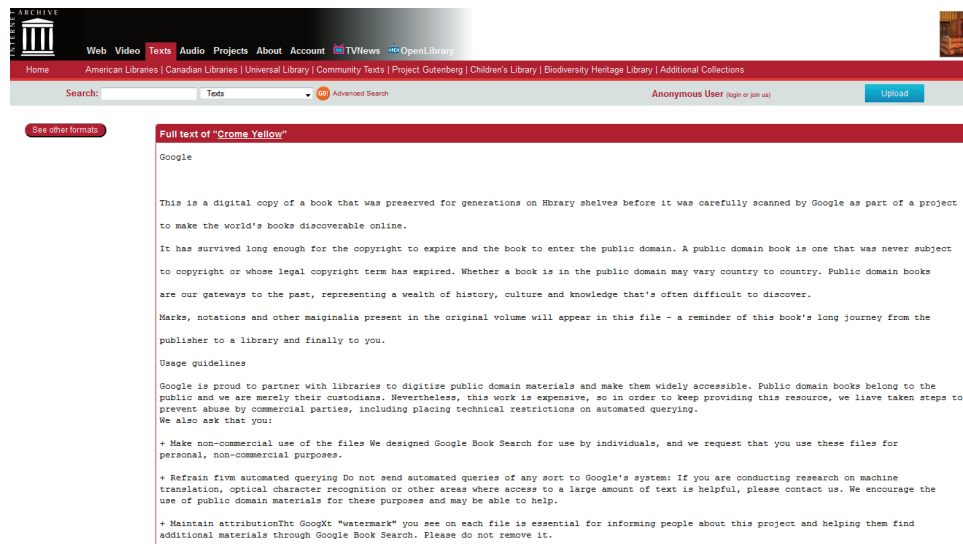 INTERNET ARCHIVE
Web Video Texts Audio Projects About Account TVNews OPEN OpenLibrary
Home American Libraries | Canadian Libraries | Universal Library | Community Texts | Project Gutenberg | Children's Library | Biodiversity Heritage Library | Additional Collections
Search: Texts GO! Advanced Search Anonymous User (login or join us) Upload
See other formats
Full text of "Crome Yellow"
Google
This is a digital copy of a book that was preserved for generations on Hbrary shelves before it was carefully scanned by Google as part of a project
to make the world's books discoverable online.
It has survived long enough for the copyright to expire and the book to enter the public domain. A public domain book is one that was never subject
to copyright or whose legal copyright term has expired. Whether a book is in the public domain may vary country to country. Public domain books
are our gateways to the past, representing a wealth of history, culture and knowledge that's often difficult to discover.
Marks, notations and other maiginalia present in the original volume will appear in this file - a reminder of this book's long journey from the
publisher to a library and finally to you.
Usage guidelines
Google is proud to partner with libraries to digitize public domain materials and make them widely accessible. Public domain books belong to the
public and we are merely their custodians. Nevertheless, this work is expensive, so in order to keep providing this resource, we liave taken steps to
prevent abuse by commercial parties, including placing technical restrictions on automated querying.
We also ask that you:
+ Make non-commercial use of the files We designed Google Book Search for use by individuals, and we request that you use these files for
personal, non-commercial purposes.
+ Refrain fivm automated querying Do not send automated queries of any sort to Google's system: If you are conducting research on machine
translation, optical character recognition or other areas where access to a large amount of text is helpful, please contact us. We encourage the
use of public domain materials for these purposes and may be able to help.
+ Maintain attributionTht GoogXt "watermark" you see on each file is essential for informing people about this project and helping them find
additional materials through Google Book Search. Please do not remove it.